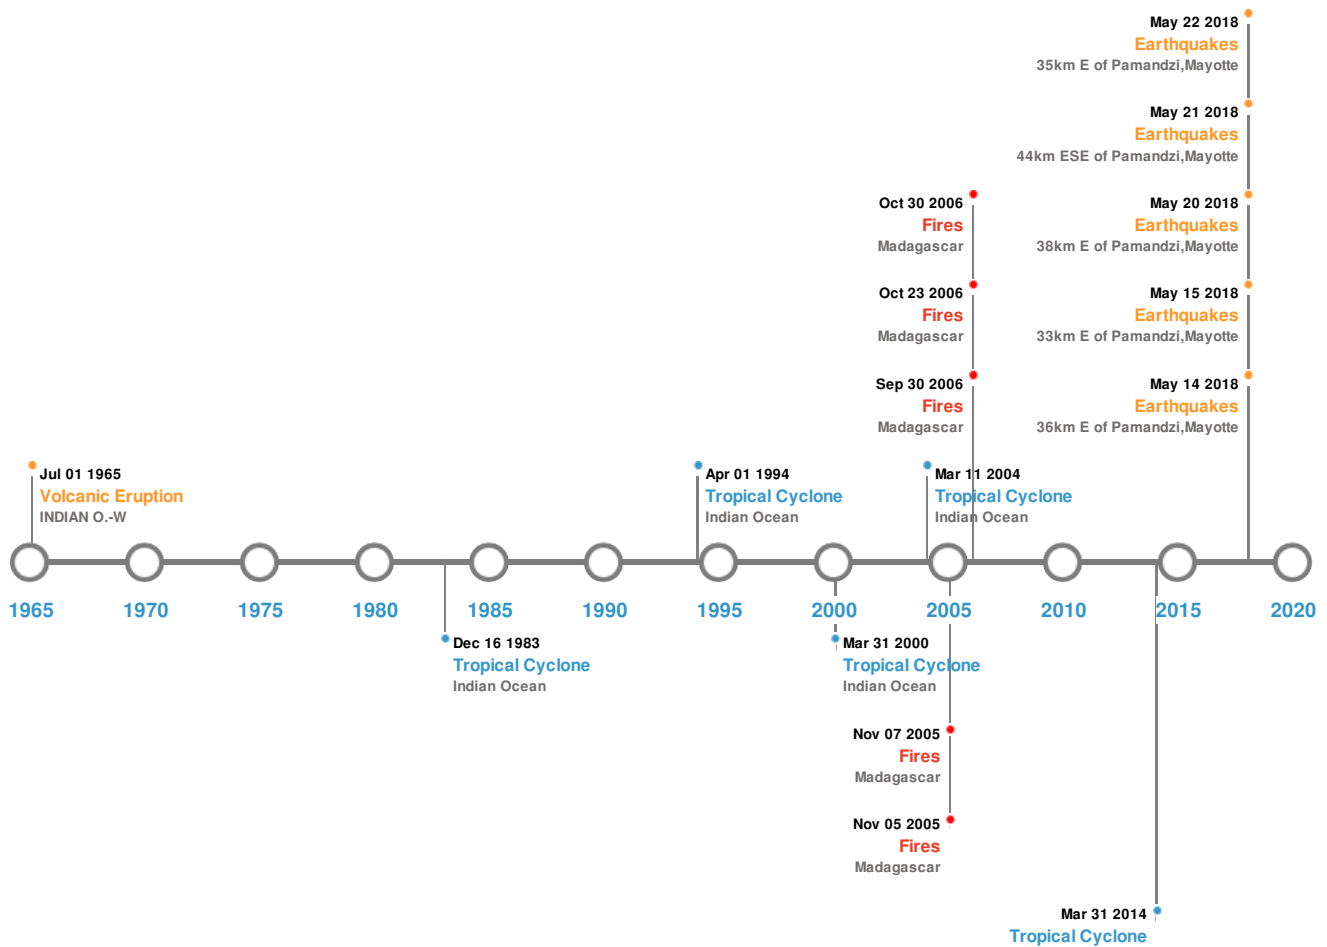 May 22 2018
Earthquakes
35km E of Pamandzi,Mayotte
May 21 2018
Earthquakes
44km ESE of Pamandzi,Mayotte
Oct 30 2006
Fires
Madagascar
May 20 2018
Earthquakes
38km E of Pamandzi,Mayotte
Oct 23 2006
Fires
Madagascar
May 15 2018
Earthquakes
33km E of Pamandzi,Mayotte
Sep 30 2006
Fires
Madagascar
May 14 2018
Earthquakes
36km E of Pamandzi,Mayotte
Jul 01 1965
Volcanic Eruption
INDIAN O.-W
Apr 01 1994
Tropical Cyclone
Indian Ocean
Mar 11 2004
Tropical Cyclone
Indian Ocean
1965 1970 1975 1980 1985 1990 1995 2000 2005 2010 2015 2020
Dec 16 1983
Tropical Cyclone
Indian Ocean
Mar 31 2000
Tropical Cyclone
Indian Ocean
Nov 07 2005
Fires
Madagascar
Nov 05 2005
Fires
Madagascar
Mar 31 2014
Tropical Cyclone